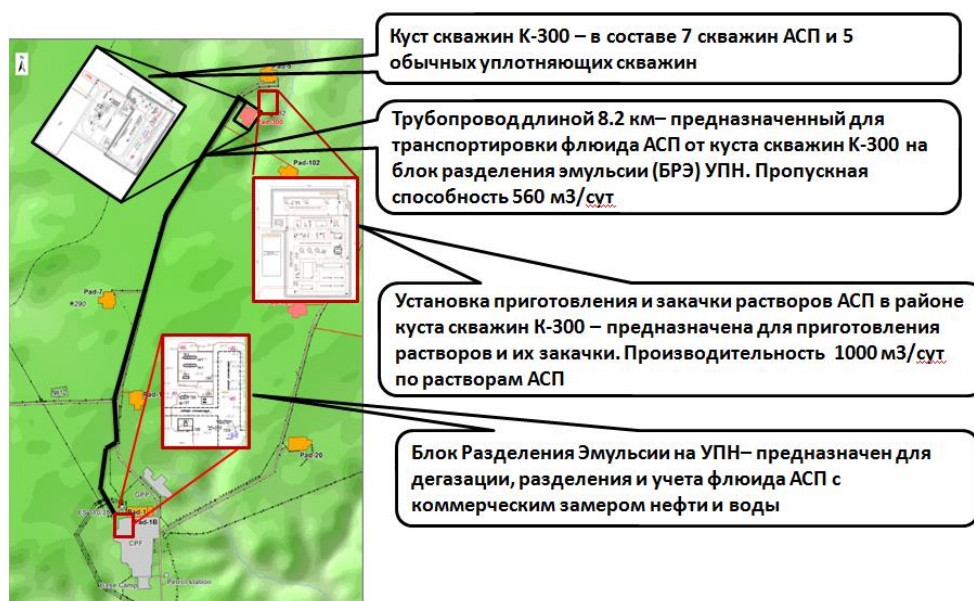 Куст скважин К-300 – в составе 7 скважин АСП и 5
обычных уплотняющих скважин
Трубопровод длиной 8.2 км– предназначенный для
транспортировки флюида АСП от куста скважин К-300 на
блок разделения эмульсии (БРЭ) УПН. Пропускная
способность 560 м3/сут
Установка приготовления и закачки растворов АСП в районе
куста скважин К-300 – предназначена для приготовления
растворов и их закачки. Производительность 1000 м3/сут
по растворам АСП
Блок Разделения Эмульсии на УПН– предназначен для
дегазации, разделения и учета флюида АСП с
коммерческим замером нефти и воды
N
Pad-102
Pad-7
290
Pad-20
GPP
Pad-1B
CPF
Base Camp
Petrol station